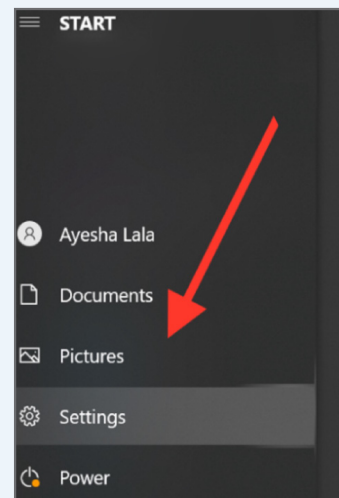 START
Ayesha Lala
Documents
Pictures
Settings
Power